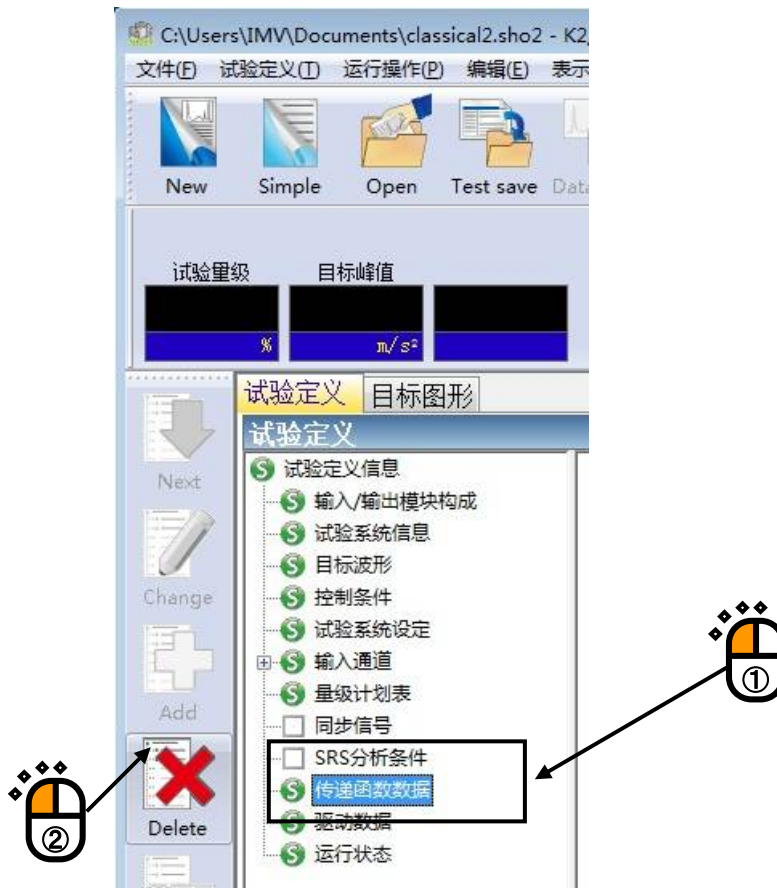 C:\Users\IMV\Documents\classical2.sho2 - K2
文件(F) 试验定义(T) 运行操作(P) 编辑(E) 表示
New Simple Open Test save Data
试验量级 目标峰值
% m/s²
试验定义 目标图形
试验定义
试验定义信息
Next
输入/输出模块构成
试验系统信息
目标波形
Change
控制条件
试验系统设定
输入通道
量级计划表
Add
同步信号
SRS分析条件
传递函数数据
驱动数据
Delete
运行状态
①
②